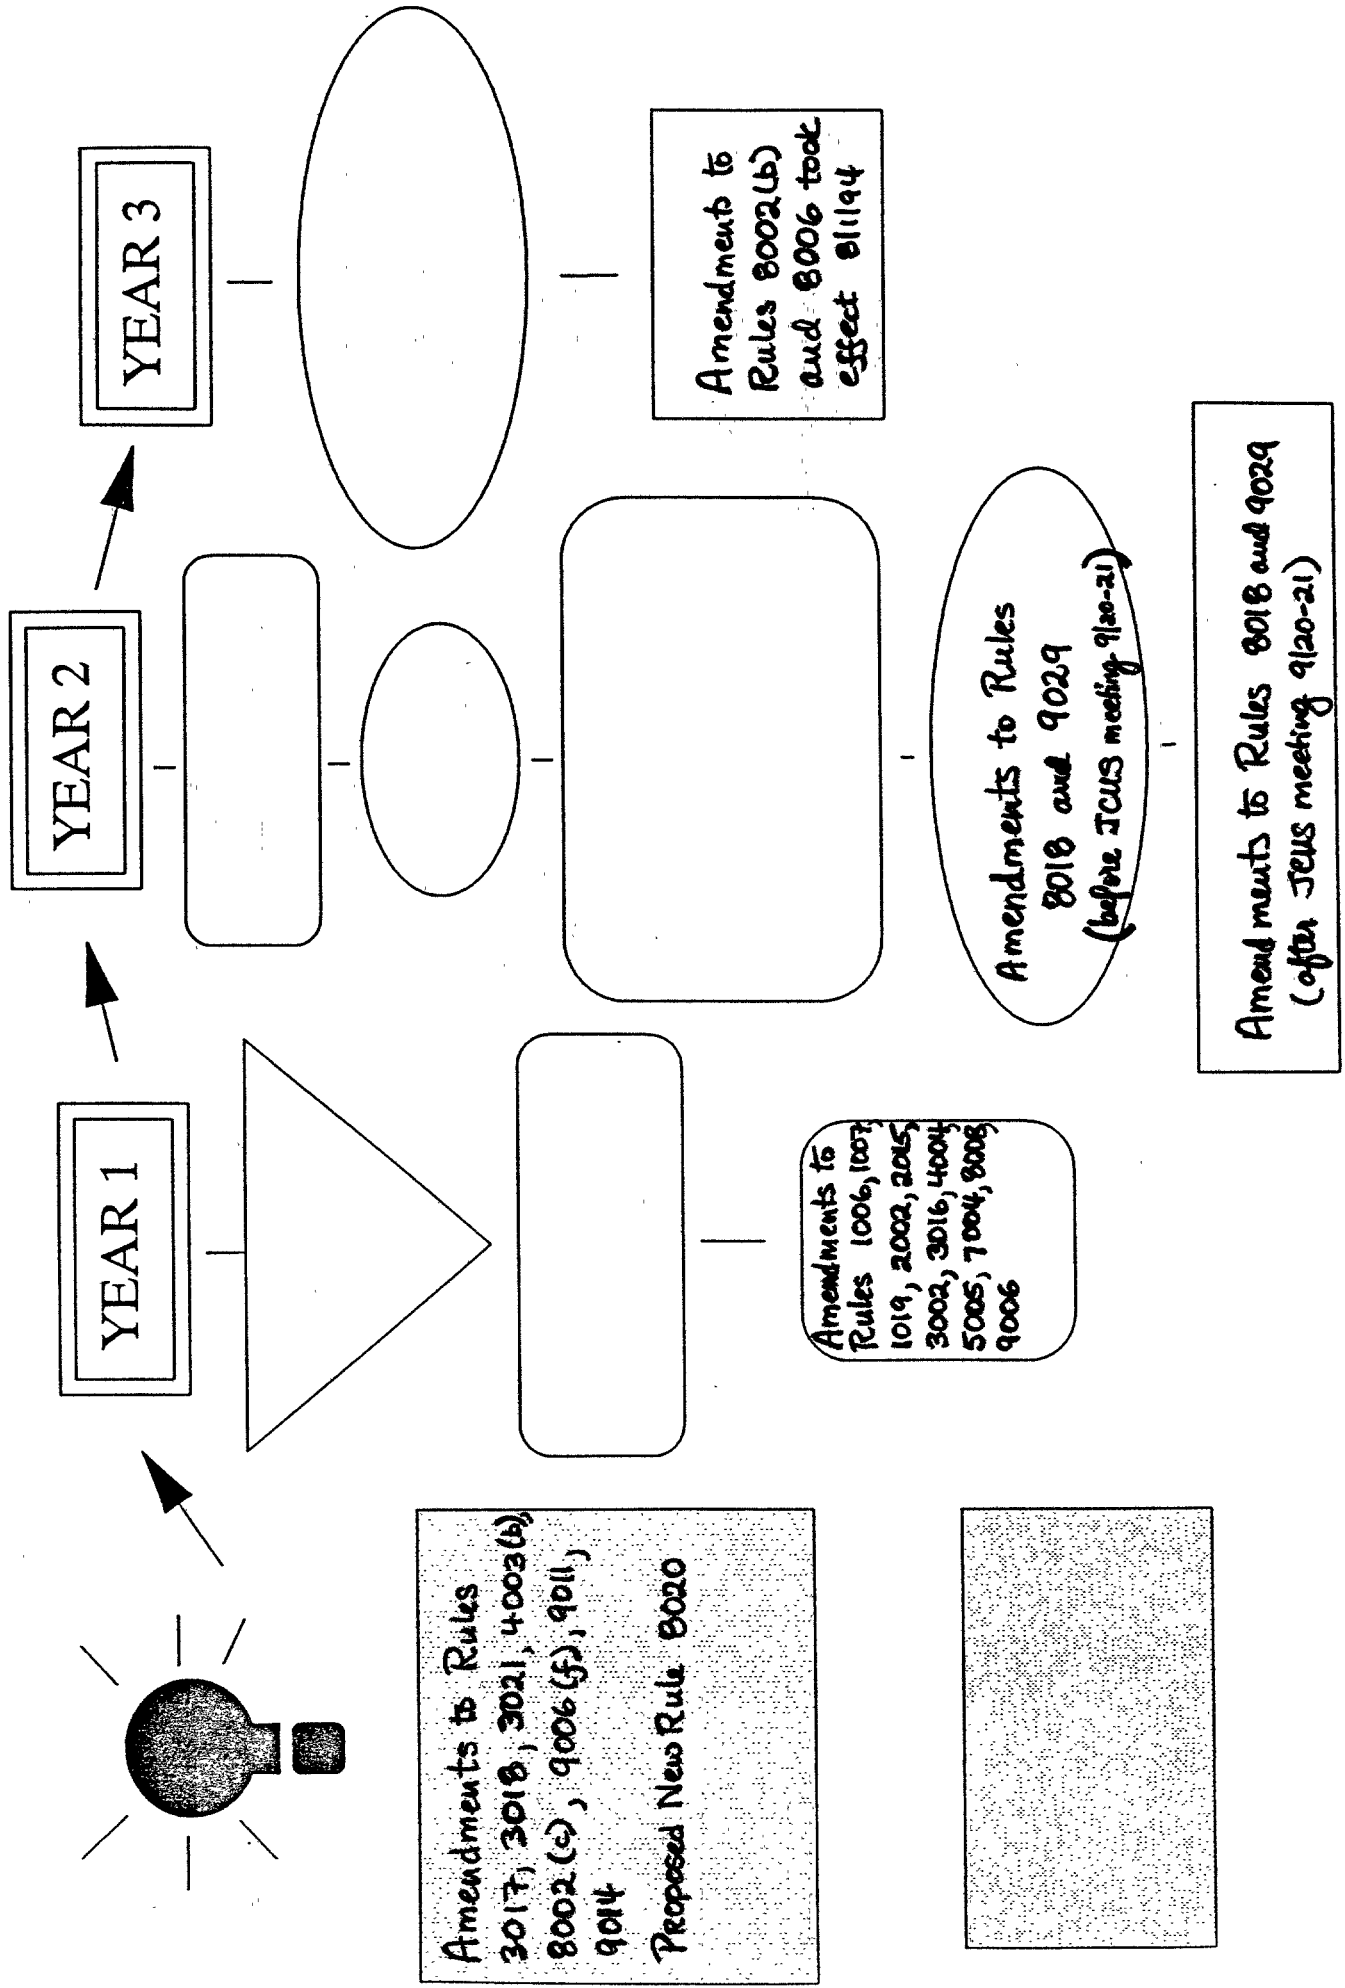 YEAR 1
YEAR 2
YEAR 3
Amendments to Rules
3017, 3018, 3021, 4003(b),
8002(c), 9006(f), 9011,
9014
Proposed New Rule 8020
Amendments to
Rules 1006, 1007,
1019, 2002, 2015,
3002, 3016, 4004,
5005, 7004, 8008,
9006
Amendments to Rules
8018 and 9029
(before JCUS meeting 9/20-21)
Amendments to Rules 8018 and 9029
(after JCUS meeting 9/20-21)
Amendments to
Rules 8002(b)
and 8006 took
effect 8/1/94